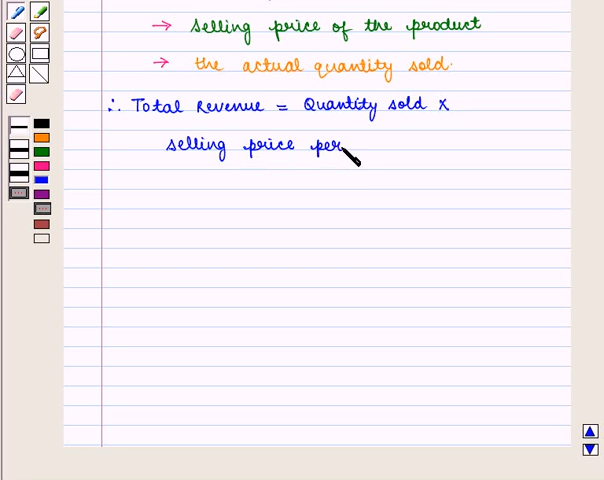 → selling price of the product
→ the actual quantity sold.
∴ Total Revenue = Quantity sold x
selling price per